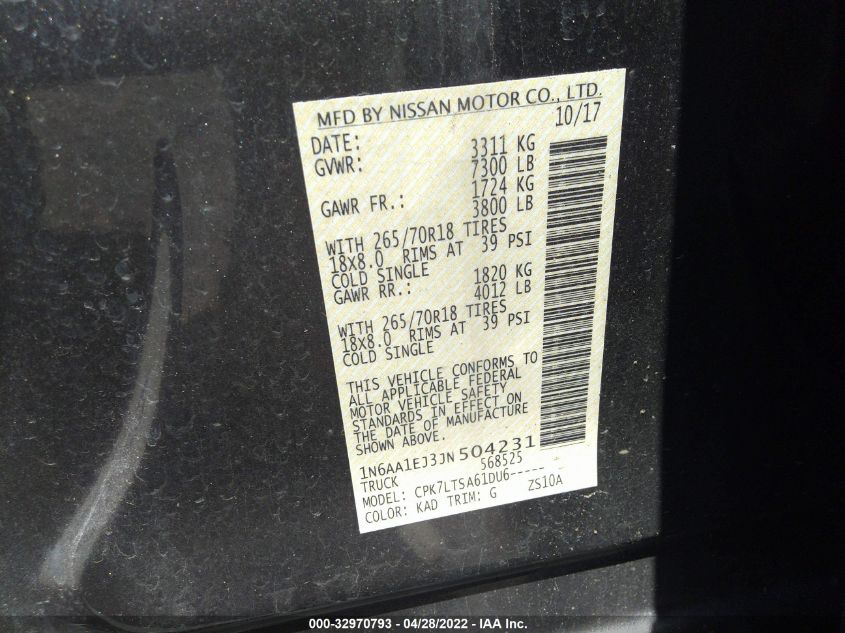 MFD BY NISSAN MOTOR CO., LTD.
DATE: 10/17
GVWR: 3311 KG
7300 LB
GAWR FR.: 1724 KG
3800 LB
WITH 265/70R18 TIRES
18X8.0 RIMS AT 39 PSI
COLD SINGLE
GAWR RR.: 1820 KG
4012 LB
WITH 265/70R18 TIRES
18X8.0 RIMS AT 39 PSI
COLD SINGLE
THIS VEHICLE CONFORMS TO
ALL APPLICABLE FEDERAL
MOTOR VEHICLE SAFETY
STANDARDS IN EFFECT ON
THE DATE OF MANUFACTURE
SHOWN ABOVE.
1N6AA1EJ3JN504231
TRUCK 568525
MODEL: CPK7LTSA61DU6-----
COLOR: KAD TRIM: G ZS10A
000-32970793 - 04/28/2022 - IAA Inc.